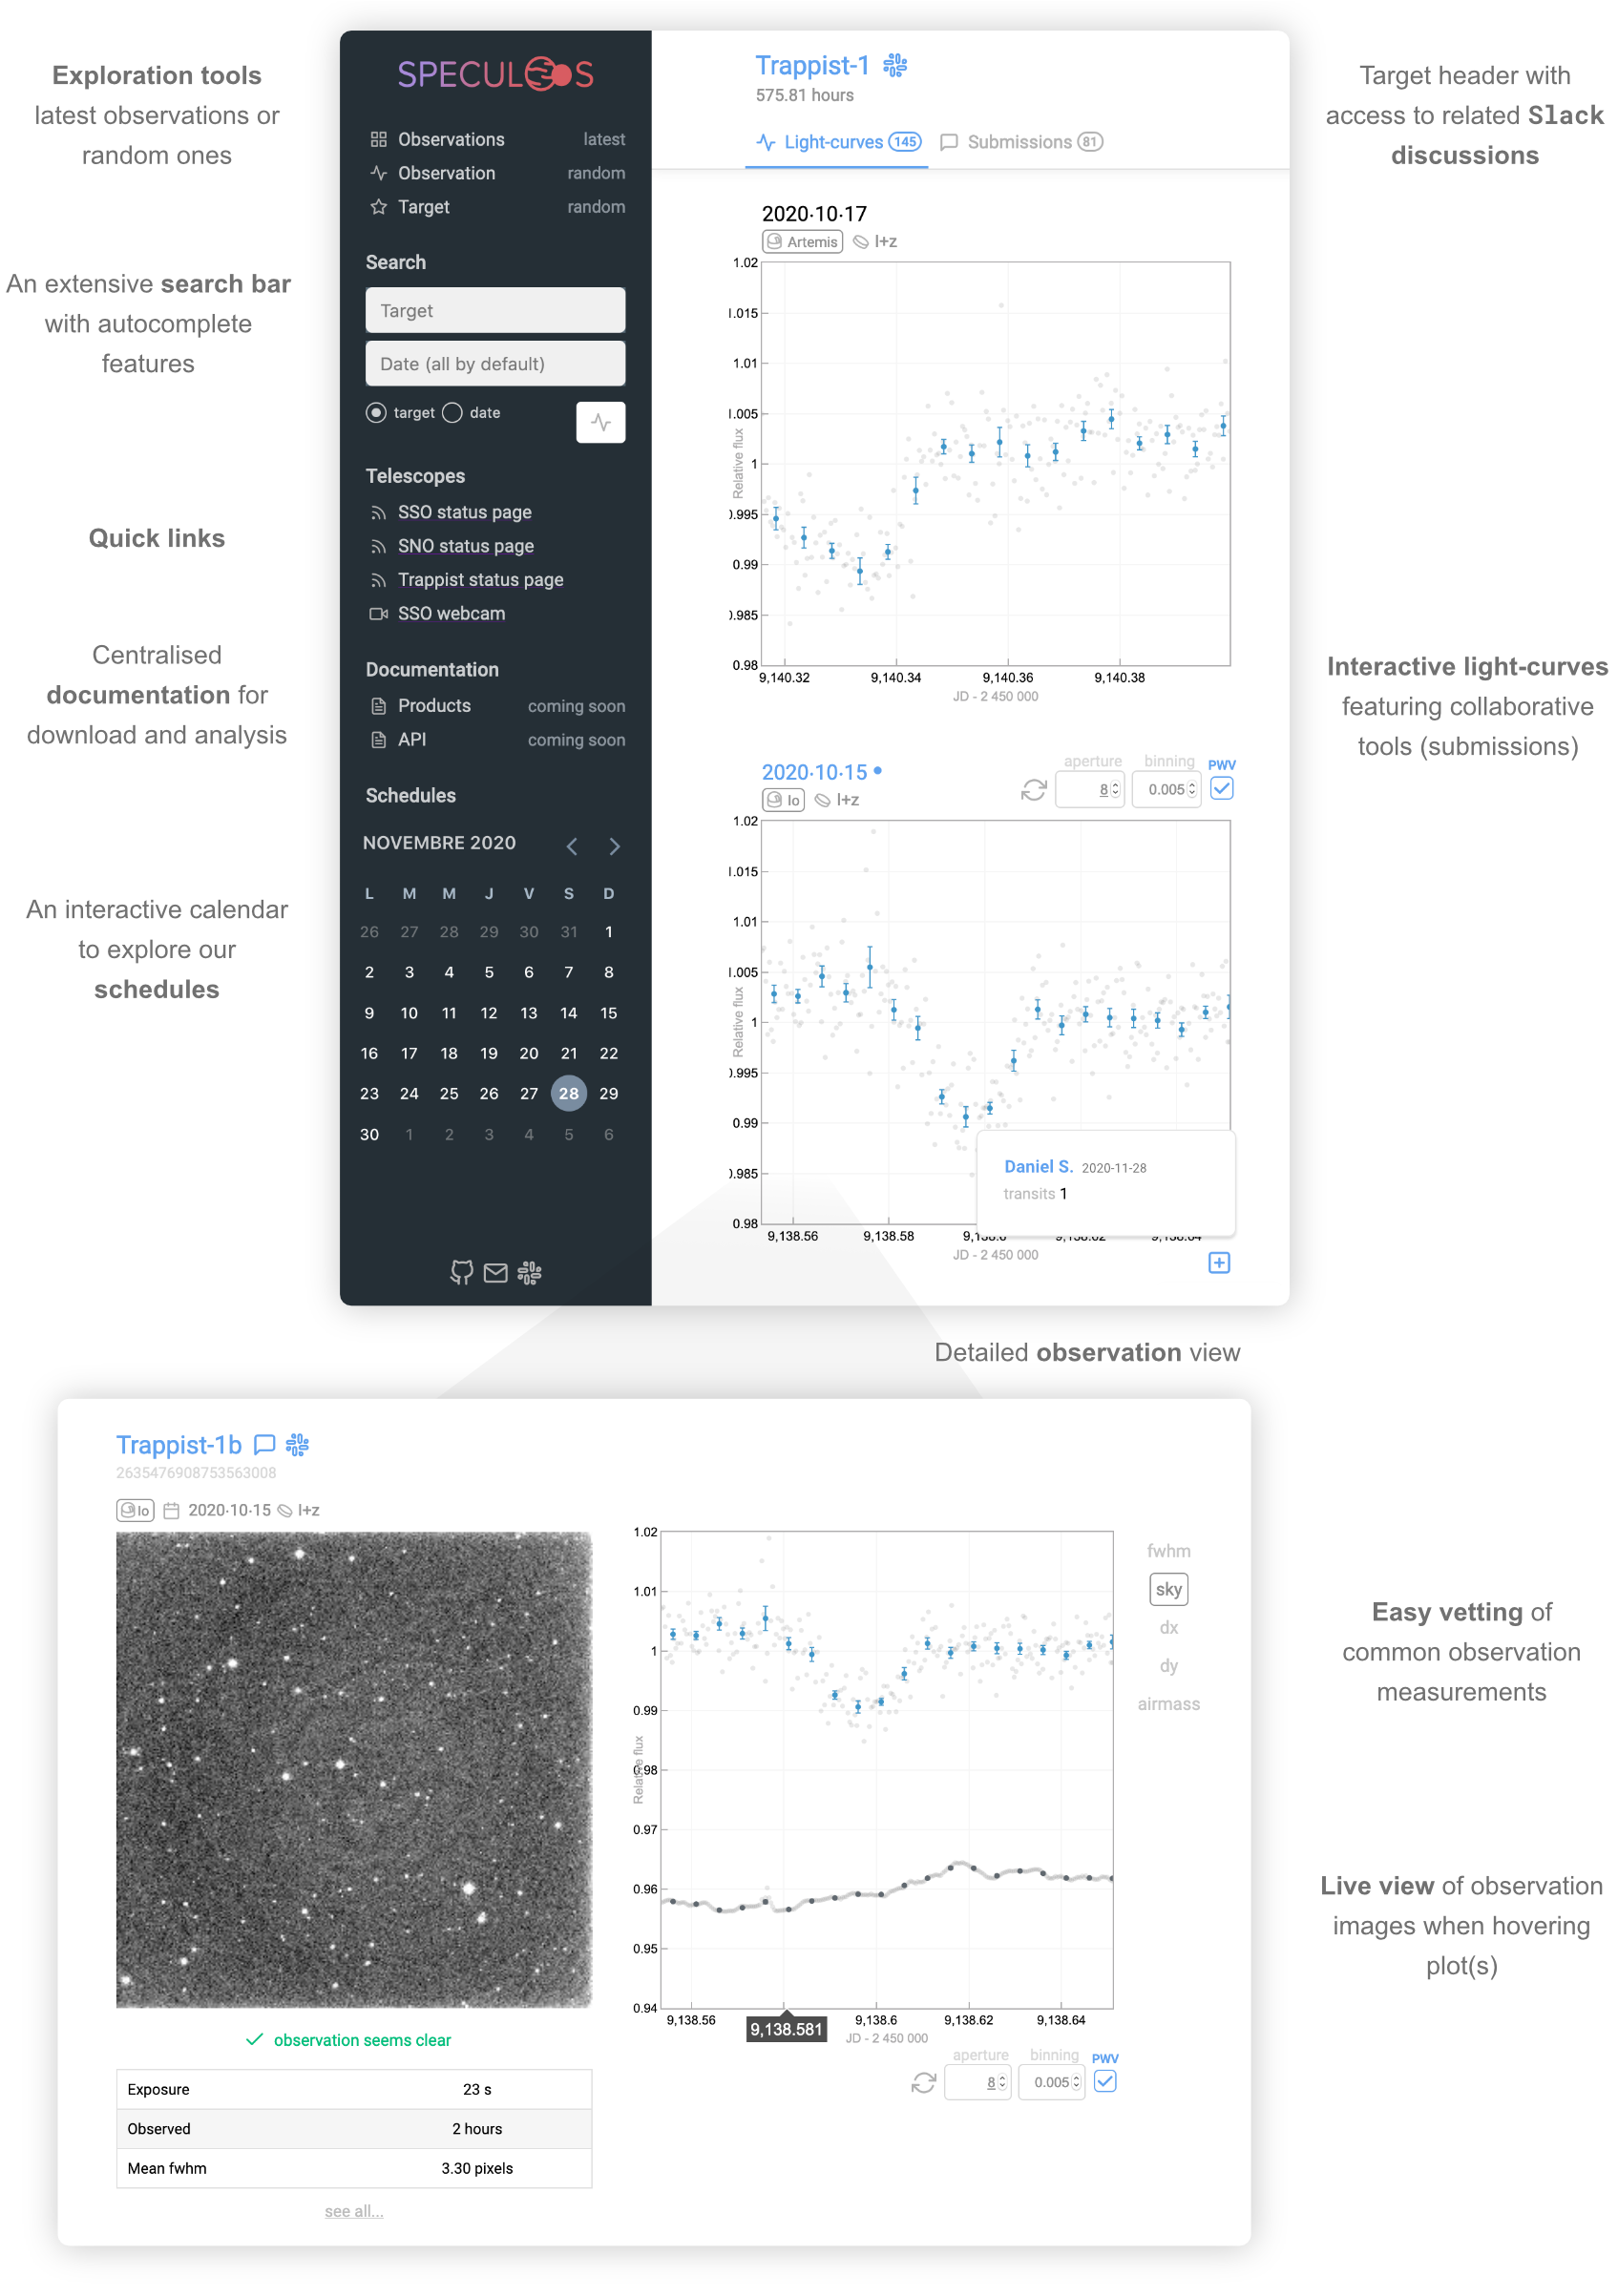 Exploration tools
latest observations or
random ones
An extensive search bar
with autocomplete
features
Quick links
Centralised
documentation for
download and analysis
An interactive calendar
to explore our
schedules
SPECULOOS
Observations latest
Observation random
Target random
Search
Target
Date (all by default)
target date
Telescopes
SSO status page
SNO status page
Trappist status page
SSO webcam
Documentation
Products coming soon
API coming soon
Schedules
NOVEMBRE 2020
L M M J V S D
26 27 28 29 30 31 1
2 3 4 5 6 7 8
9 10 11 12 13 14 15
16 17 18 19 20 21 22
23 24 25 26 27 28 29
30 1 2 3 4 5 6
Trappist-1
575.81 hours
Light-curves 145 Submissions 81
2020·10·17
Artemis I+z
1.02
1.015
1.01
1.005
1
0.995
0.99
0.985
0.98
Relative flux
9,140.32 9,140.34 9,140.36 9,140.38
JD - 2 450 000
2020·10·15
Io I+z
aperture binning PWV
8 0.005
1.02
1.015
1.01
1.005
1
0.995
0.99
0.985
0.98
Relative flux
Daniel S. 2020-11-28
transits 1
9,138.56 9,138.58 9,138.6 9,138.62 9,138.64
JD - 2 450 000
Target header with
access to related Slack
discussions
Interactive light-curves
featuring collaborative
tools (submissions)
Detailed observation view
Trappist-1b
2635476908753563008
Io 2020·10·15 I+z
observation seems clear
Exposure 23 s
Observed 2 hours
Mean fwhm 3.30 pixels
see all...
1.02
1.01
1
0.99
0.98
0.97
0.96
0.95
0.94
Relative flux
9,138.56 9,138.581 9,138.6 9,138.62 9,138.64
JD - 2 450 000
aperture binning PWV
8 0.005
fwhm
sky
dx
dy
airmass
Easy vetting of
common observation
measurements
Live view of observation
images when hovering
plot(s)